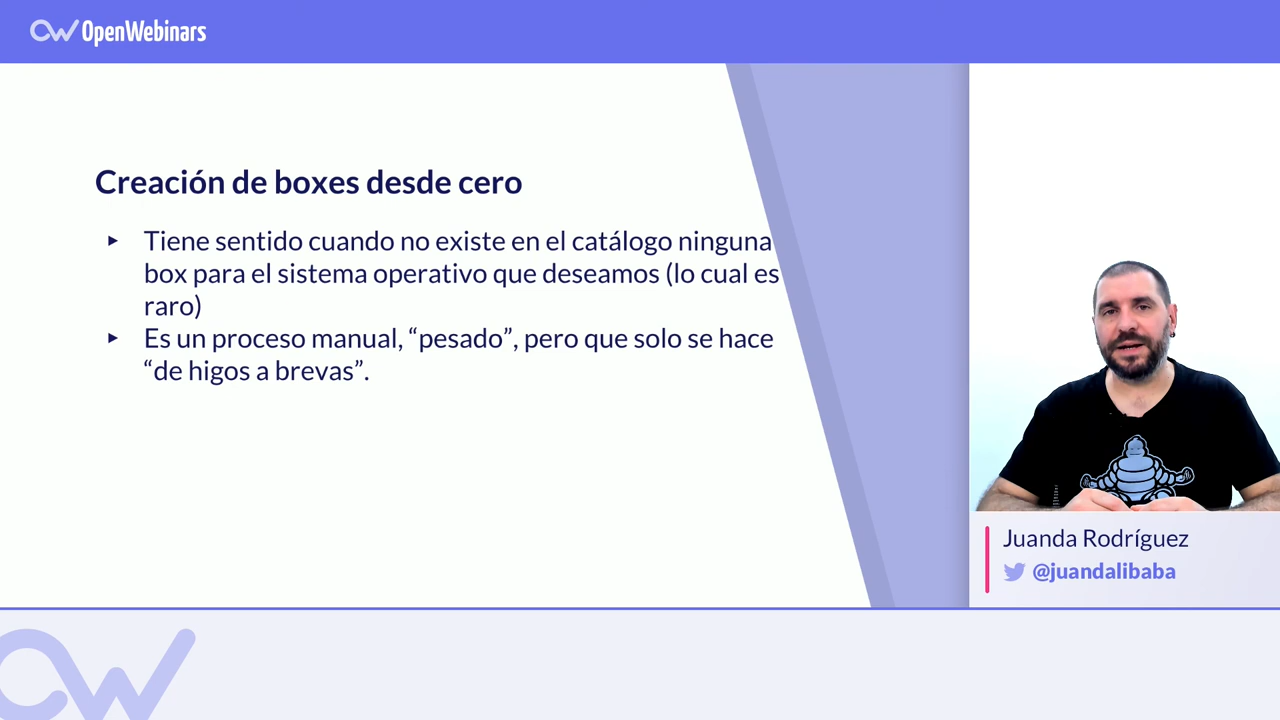 OpenWebinars
Creación de boxes desde cero
▸ Tiene sentido cuando no existe en el catálogo ninguna
box para el sistema operativo que deseamos (lo cual es
raro)
▸ Es un proceso manual, “pesado”, pero que solo se hace
“de higos a brevas”.
Juanda Rodríguez
@juandalibaba